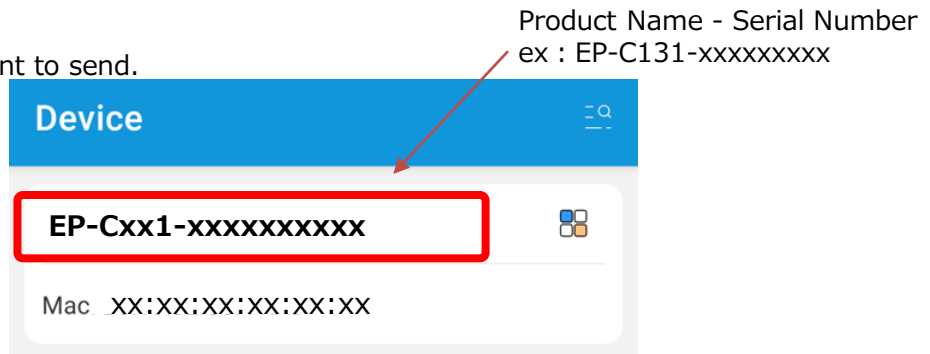 Product Name - Serial Number
ex : EP-C131-xxxxxxxxx
nt to send.
Device
EP-Cxx1-xxxxxxxxxx
Mac xx:xx:xx:xx:xx:xx